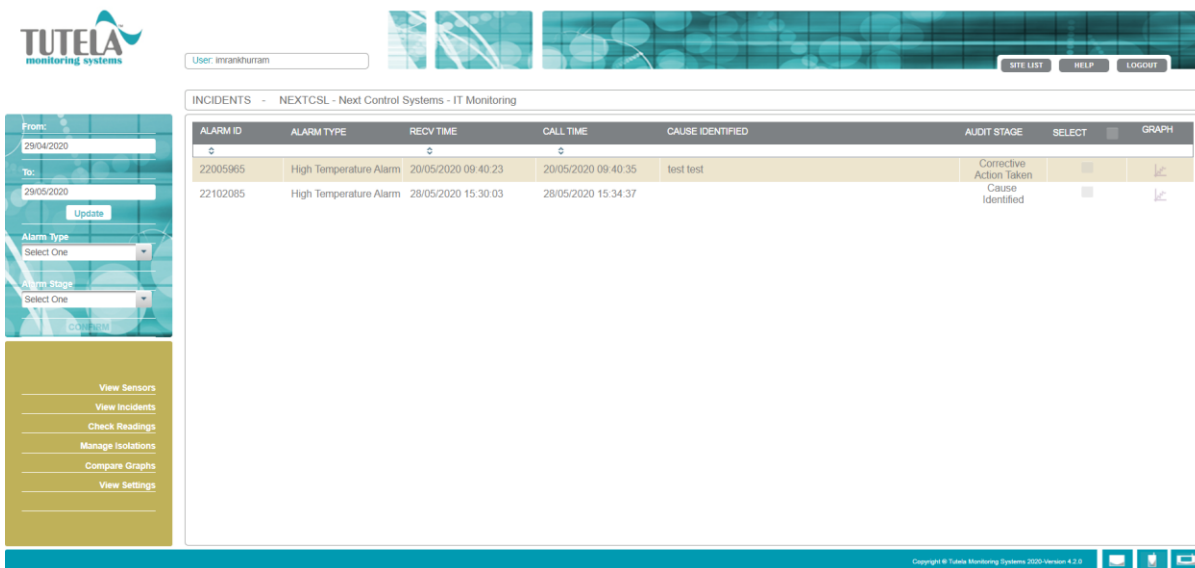 TUTELA
monitoring systems
User: imrankhurram
SITE LIST
HELP
LOGOUT
INCIDENTS - NEXTCSL - Next Control Systems - IT Monitoring
From:
29/04/2020
To:
29/05/2020
Update
Alarm Type
Select One
Alarm Stage
Select One
CONFIRM
View Sensors
View Incidents
Check Readings
Manage Isolations
Compare Graphs
View Settings
ALARM ID ALARM TYPE RECV TIME CALL TIME CAUSE IDENTIFIED AUDIT STAGE SELECT GRAPH
22005965 High Temperature Alarm 20/05/2020 09:40:23 20/05/2020 09:40:35 test test Corrective
Action Taken
22102085 High Temperature Alarm 28/05/2020 15:30:03 28/05/2020 15:34:37 Cause
Identified
Copyright © Tutela Monitoring Systems 2020-Version 4.2.0